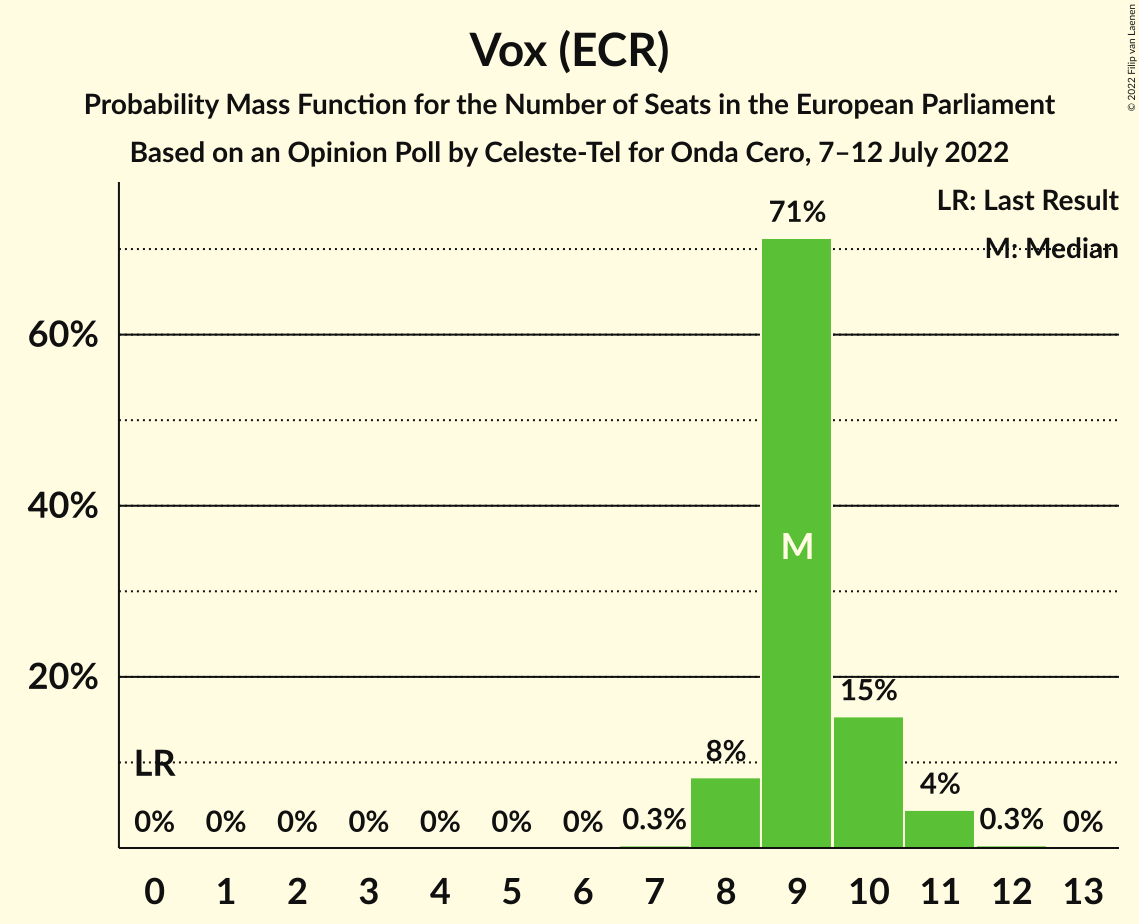 Vox (ECR)
Probability Mass Function for the Number of Seats in the European Parliament
Based on an Opinion Poll by Celeste-Tel for Onda Cero, 7–12 July 2022
© 2022 Filip van Laenen
LR: Last Result
M: Median
60%
40%
20%
71%
M
15%
8%
4%
LR
0% 0% 0% 0% 0% 0% 0% 0.3% 0.3% 0%
0 1 2 3 4 5 6 7 8 9 10 11 12 13